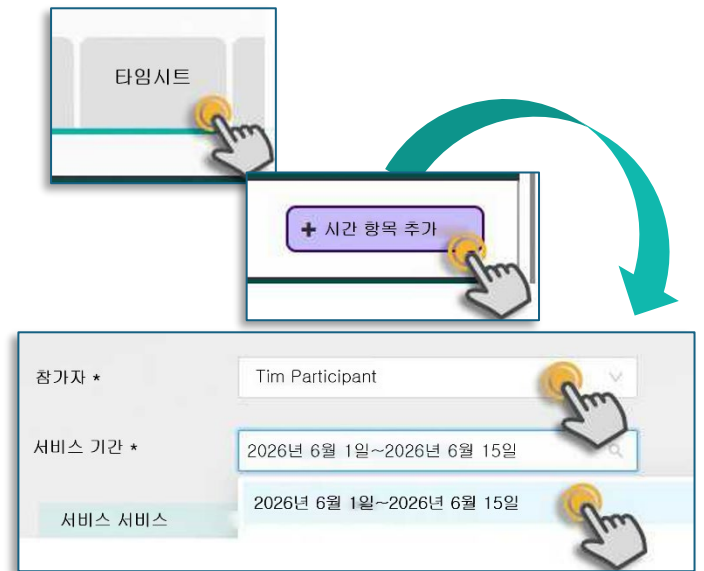 타임시트
+ 시간 항목 추가
참가자 * Tim Participant
서비스 기간 * 2026년 6월 1일~2026년 6월 15일
2026년 6월 1일~2026년 6월 15일
서비스 서비스